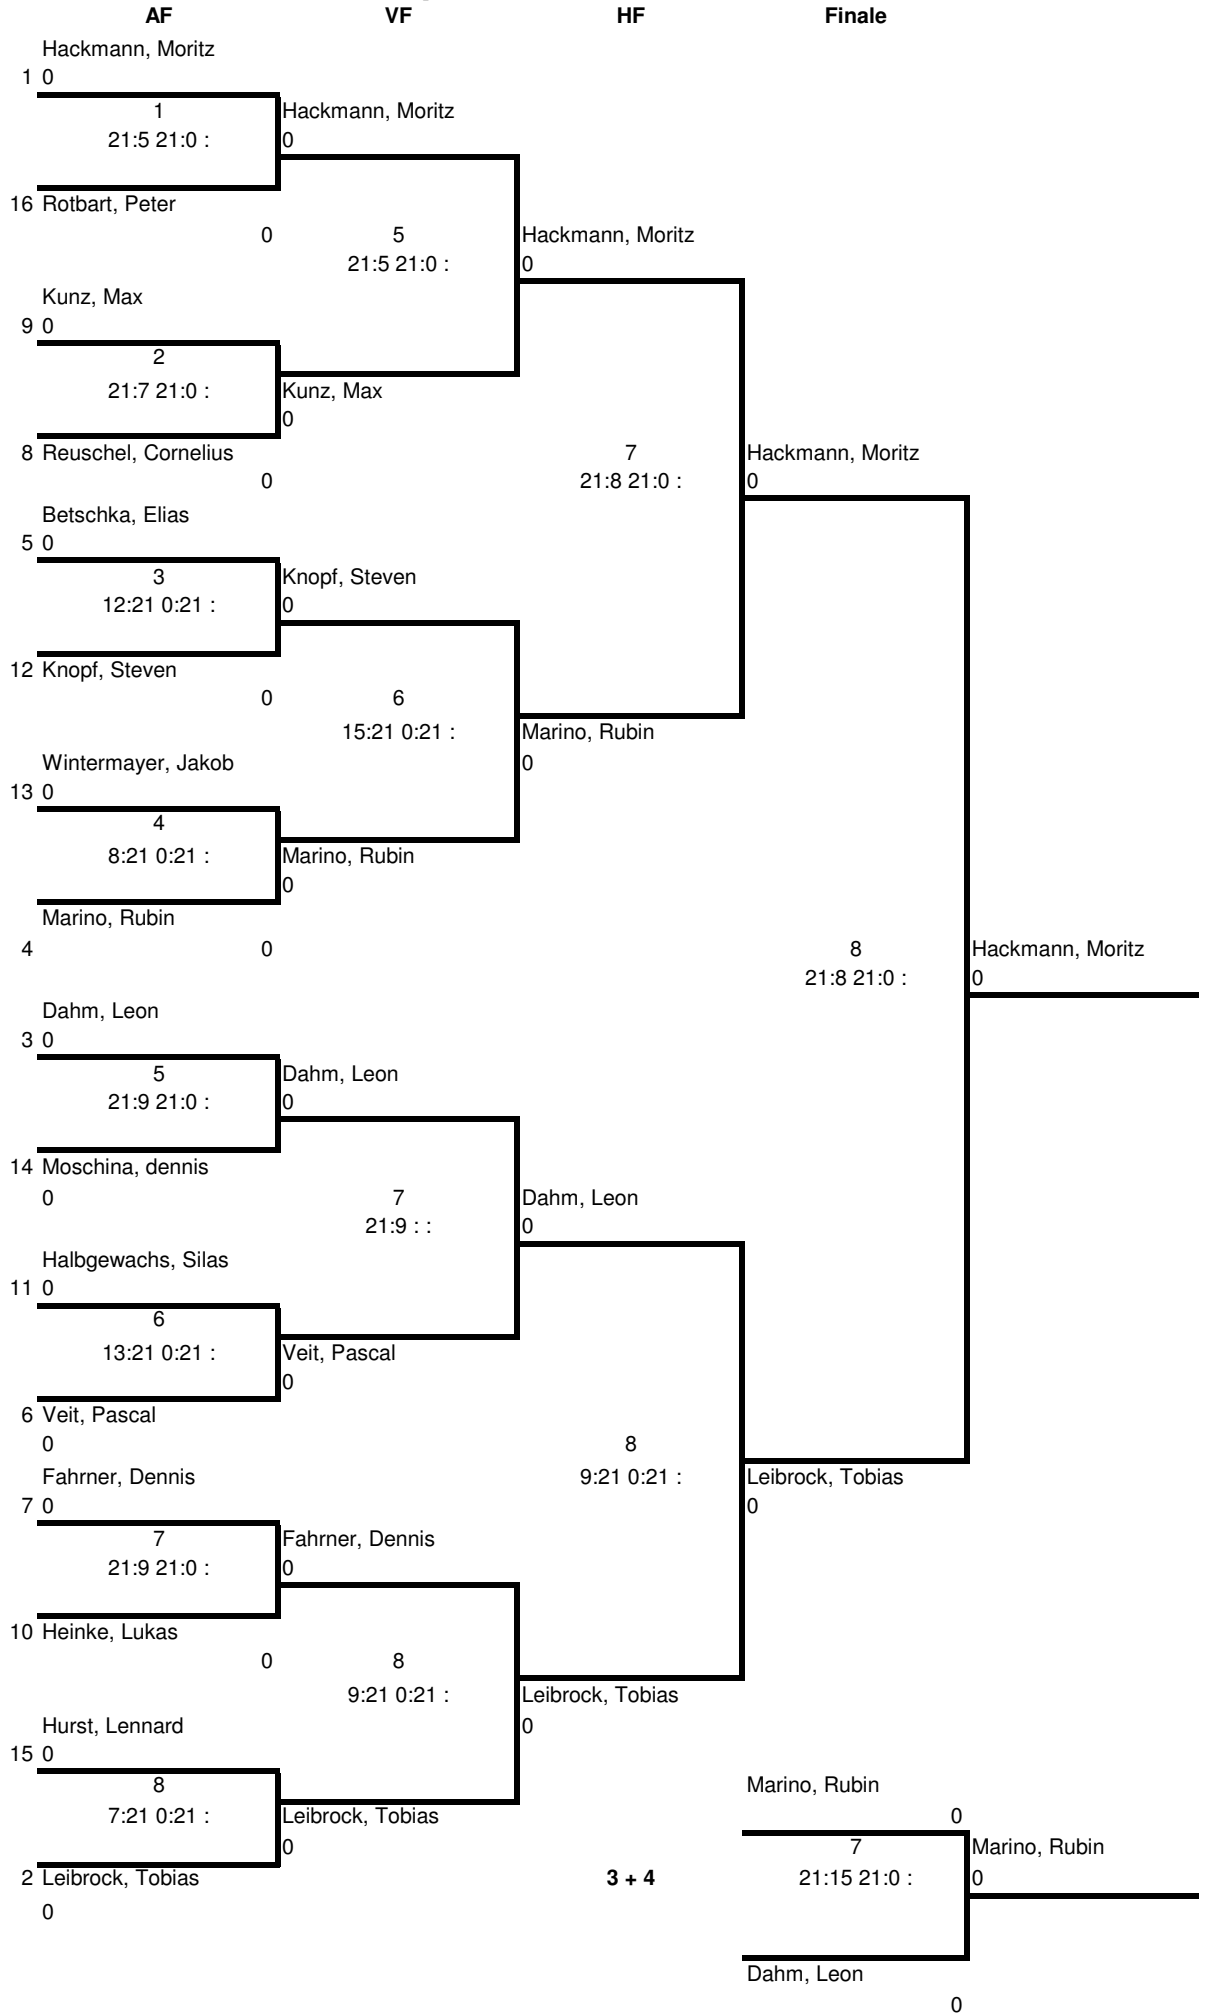 AF VF HF Finale
Hackmann, Moritz
1 0
1 Hackmann, Moritz
21:5 21:0 : 0
16 Rotbart, Peter
0 5 Hackmann, Moritz
21:5 21:0 : 0
Kunz, Max
9 0
2
21:7 21:0 : Kunz, Max
0
8 Reuschel, Cornelius 7 Hackmann, Moritz
0 21:8 21:0 : 0
Betschka, Elias
5 0
3 Knopf, Steven
12:21 0:21 : 0
12 Knopf, Steven
0 6
15:21 0:21 : Marino, Rubin
Wintermayer, Jakob 0
13 0
4
8:21 0:21 : Marino, Rubin
0
Marino, Rubin
4 0 8 Hackmann, Moritz
21:8 21:0 : 0
Dahm, Leon
3 0
5 Dahm, Leon
21:9 21:0 : 0
14 Moschina, dennis
0 7 Dahm, Leon
21:9 : : 0
Halbgewachs, Silas
11 0
6
13:21 0:21 : Veit, Pascal
0
6 Veit, Pascal
0 8
Fahrner, Dennis 9:21 0:21 : Leibrock, Tobias
7 0 0
7 Fahrner, Dennis
21:9 21:0 : 0
10 Heinke, Lukas
0 8
9:21 0:21 : Leibrock, Tobias
Hurst, Lennard 0
15 0
8 Marino, Rubin
7:21 0:21 : Leibrock, Tobias 0
0 7 Marino, Rubin
2 Leibrock, Tobias 3 + 4 21:15 21:0 : 0
0
Dahm, Leon
0